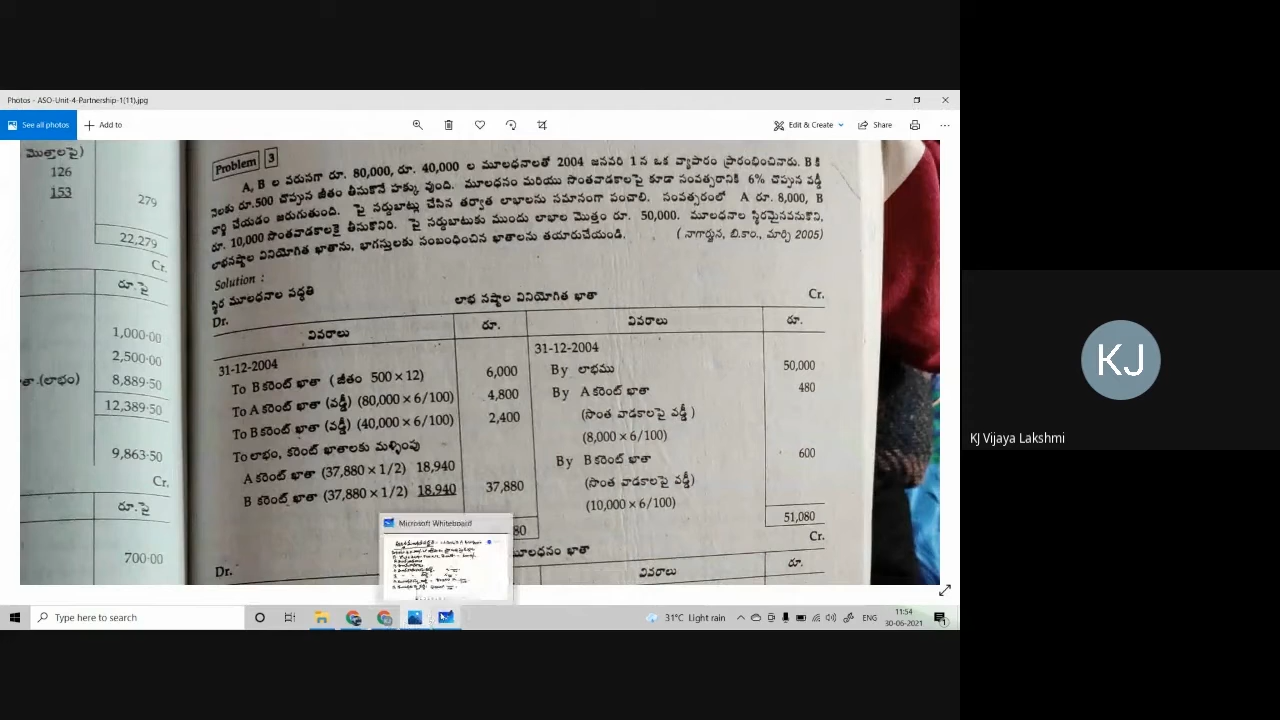 Photos - ASO-Unit-4-Partnership-1(11).jpg
See all photos
Add to
Edit & Create
Share
మొత్తాలపై)
126
153
279
22,279
Cr.
రూ.పై
1,000·00
2,500·00
తా-(లాభం)
8,889·50
12,389·50
9,863·50
Cr.
రూ.పై
700·00
Problem 3
A, B ల వరుసగా రూ. 80,000, రూ. 40,000 ల మూలధనాలతో 2004 జనవరి 1 న ఒక వ్యాపారం ప్రారంభించినారు. B కి
నెలకు రూ.500 చొప్పున జీతం తీసుకొనే హక్కు వుంది. మూలధనం మరియు సొంతవాడకాలపై కూడా సంవత్సరానికి 6% చొప్పున వడ్డీ
చార్జి చేయడం జరుగుతుంది. పై సర్దుబాట్లు చేసిన తర్వాత లాభాలను సమానంగా పంచాలి. సంవత్సరంలో A రూ. 8,000, B
రూ. 10,000 సొంతవాడకాలకై తీసుకొనిరి. పై సర్దుబాటుకు ముందు లాభాల మొత్తం రూ. 50,000. మూలధనాల స్థిరమైనవనుకొని,
లాభనష్టాల వినియోగిత ఖాతాను, భాగస్తులకు సంబంధించిన ఖాతాలను తయారుచేయండి. ( నాగార్జున, బి.కాం., మార్చి 2005)
Solution :
స్థిర మూలధనాల పద్ధతి
Dr. లాభ నష్టాల వినియోగిత ఖాతా Cr.
వివరాలు రూ. వివరాలు రూ.
31-12-2004 31-12-2004
To B కరెంట్ ఖాతా ( జీతం 500 × 12) 6,000 By లాభము 50,000
To A కరెంట్ ఖాతా (వడ్డీ) (80,000 × 6/100) 4,800 By A కరెంట్ ఖాతా 480
To B కరెంట్ ఖాతా (వడ్డీ) (40,000 × 6/100) 2,400 (సొంత వాడకాలపై వడ్డీ )
To లాభం, కరెంట్ ఖాతాలకు మళ్ళింపు (8,000 × 6/100)
A కరెంట్ ఖాతా (37,880 × 1/2) 18,940 By B కరెంట్ ఖాతా 600
B కరెంట్ ఖాతా (37,880 × 1/2) 18,940 37,880 (సొంత వాడకాలపై వడ్డీ)
(10,000 × 6/100)
80 51,080
మూలధనం ఖాతా Cr.
Dr. వివరాలు రూ.
Microsoft Whiteboard
Type here to search
31°C Light rain
ENG
11:54
30-06-2021
KJ
KJ Vijaya Lakshmi